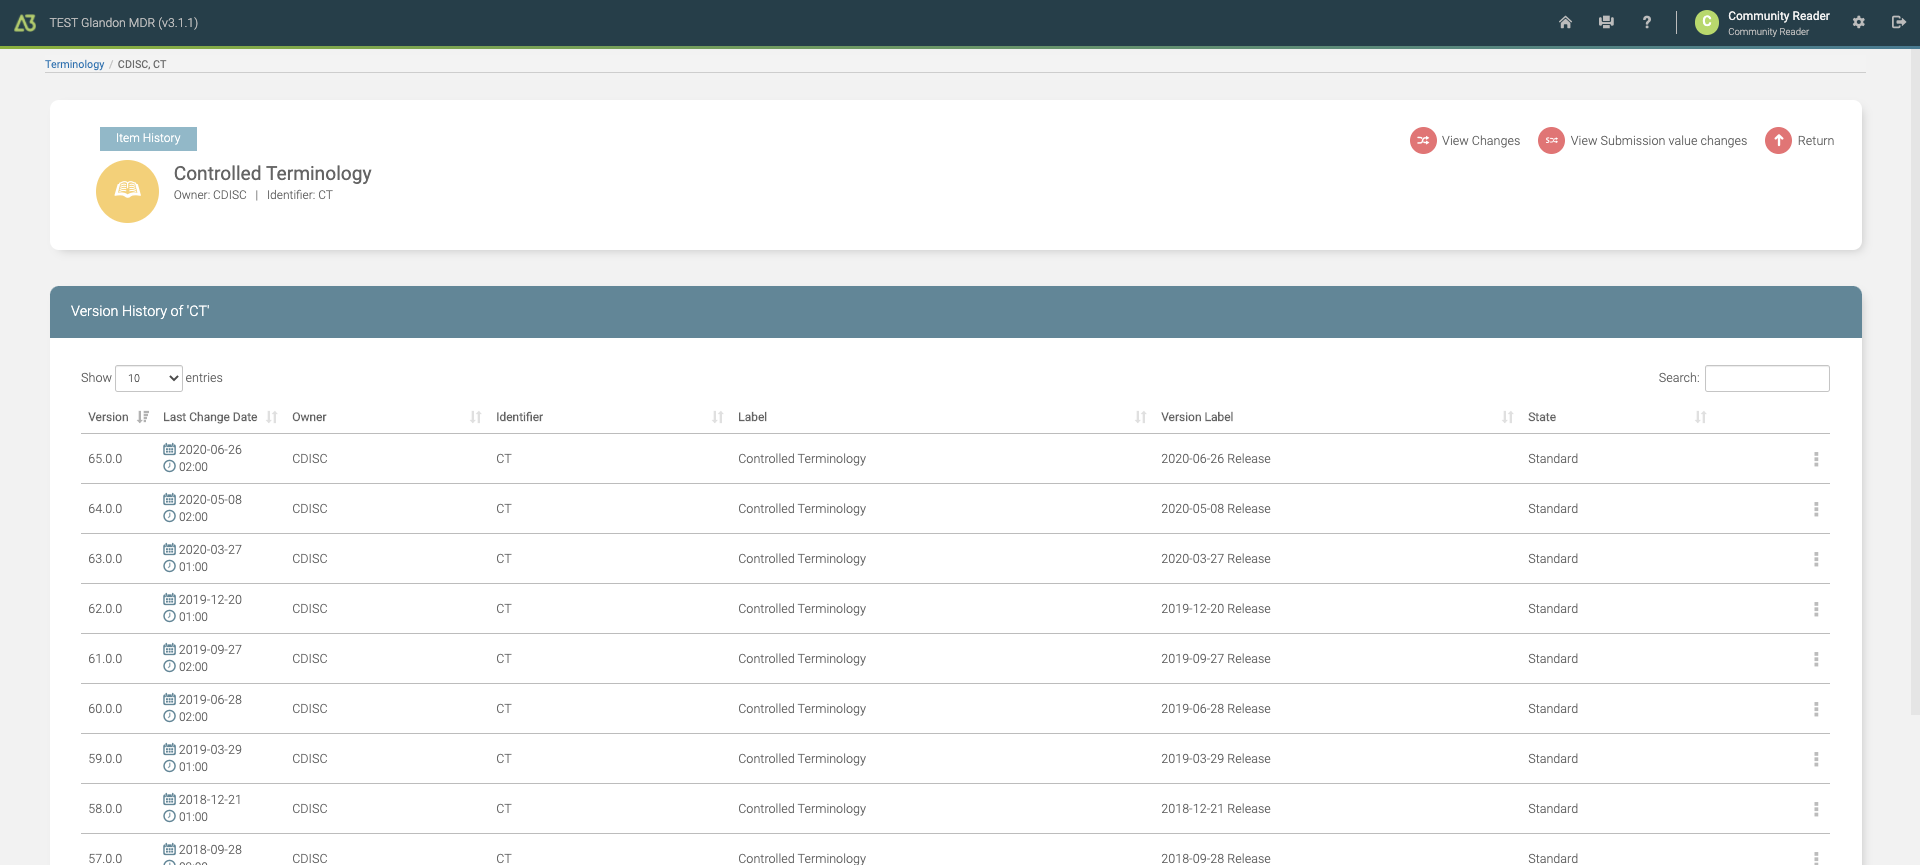 TEST Glandon MDR (v3.1.1)
C
Community Reader
Community Reader
Terminology / CDISC, CT
Item History
Controlled Terminology
Owner: CDISC | Identifier: CT
View Changes
View Submission value changes
Return
Version History of 'CT'
Show 10 entries
Search:
Version Last Change Date Owner Identifier Label Version Label State
65.0.0 2020-06-26 02:00 CDISC CT Controlled Terminology 2020-06-26 Release Standard
64.0.0 2020-05-08 02:00 CDISC CT Controlled Terminology 2020-05-08 Release Standard
63.0.0 2020-03-27 01:00 CDISC CT Controlled Terminology 2020-03-27 Release Standard
62.0.0 2019-12-20 01:00 CDISC CT Controlled Terminology 2019-12-20 Release Standard
61.0.0 2019-09-27 02:00 CDISC CT Controlled Terminology 2019-09-27 Release Standard
60.0.0 2019-06-28 02:00 CDISC CT Controlled Terminology 2019-06-28 Release Standard
59.0.0 2019-03-29 01:00 CDISC CT Controlled Terminology 2019-03-29 Release Standard
58.0.0 2018-12-21 01:00 CDISC CT Controlled Terminology 2018-12-21 Release Standard
57.0.0 2018-09-28 CDISC CT Controlled Terminology 2018-09-28 Release Standard